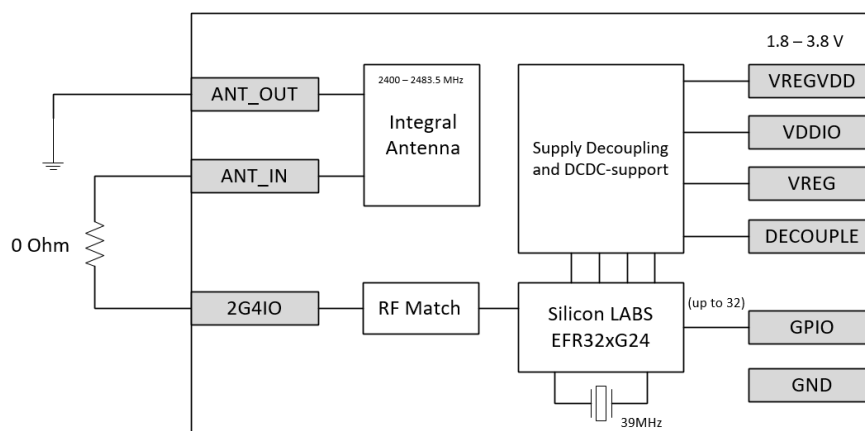 1.8 – 3.8 V
2400 – 2483.5 MHz
ANT_OUT
VREGVDD
Integral
Antenna
Supply Decoupling
and DCDC-support
VDDIO
ANT_IN
VREG
0 Ohm
DECOUPLE
2G4IO
RF Match
Silicon LABS
EFR32xG24
(up to 32)
GPIO
GND
39MHz